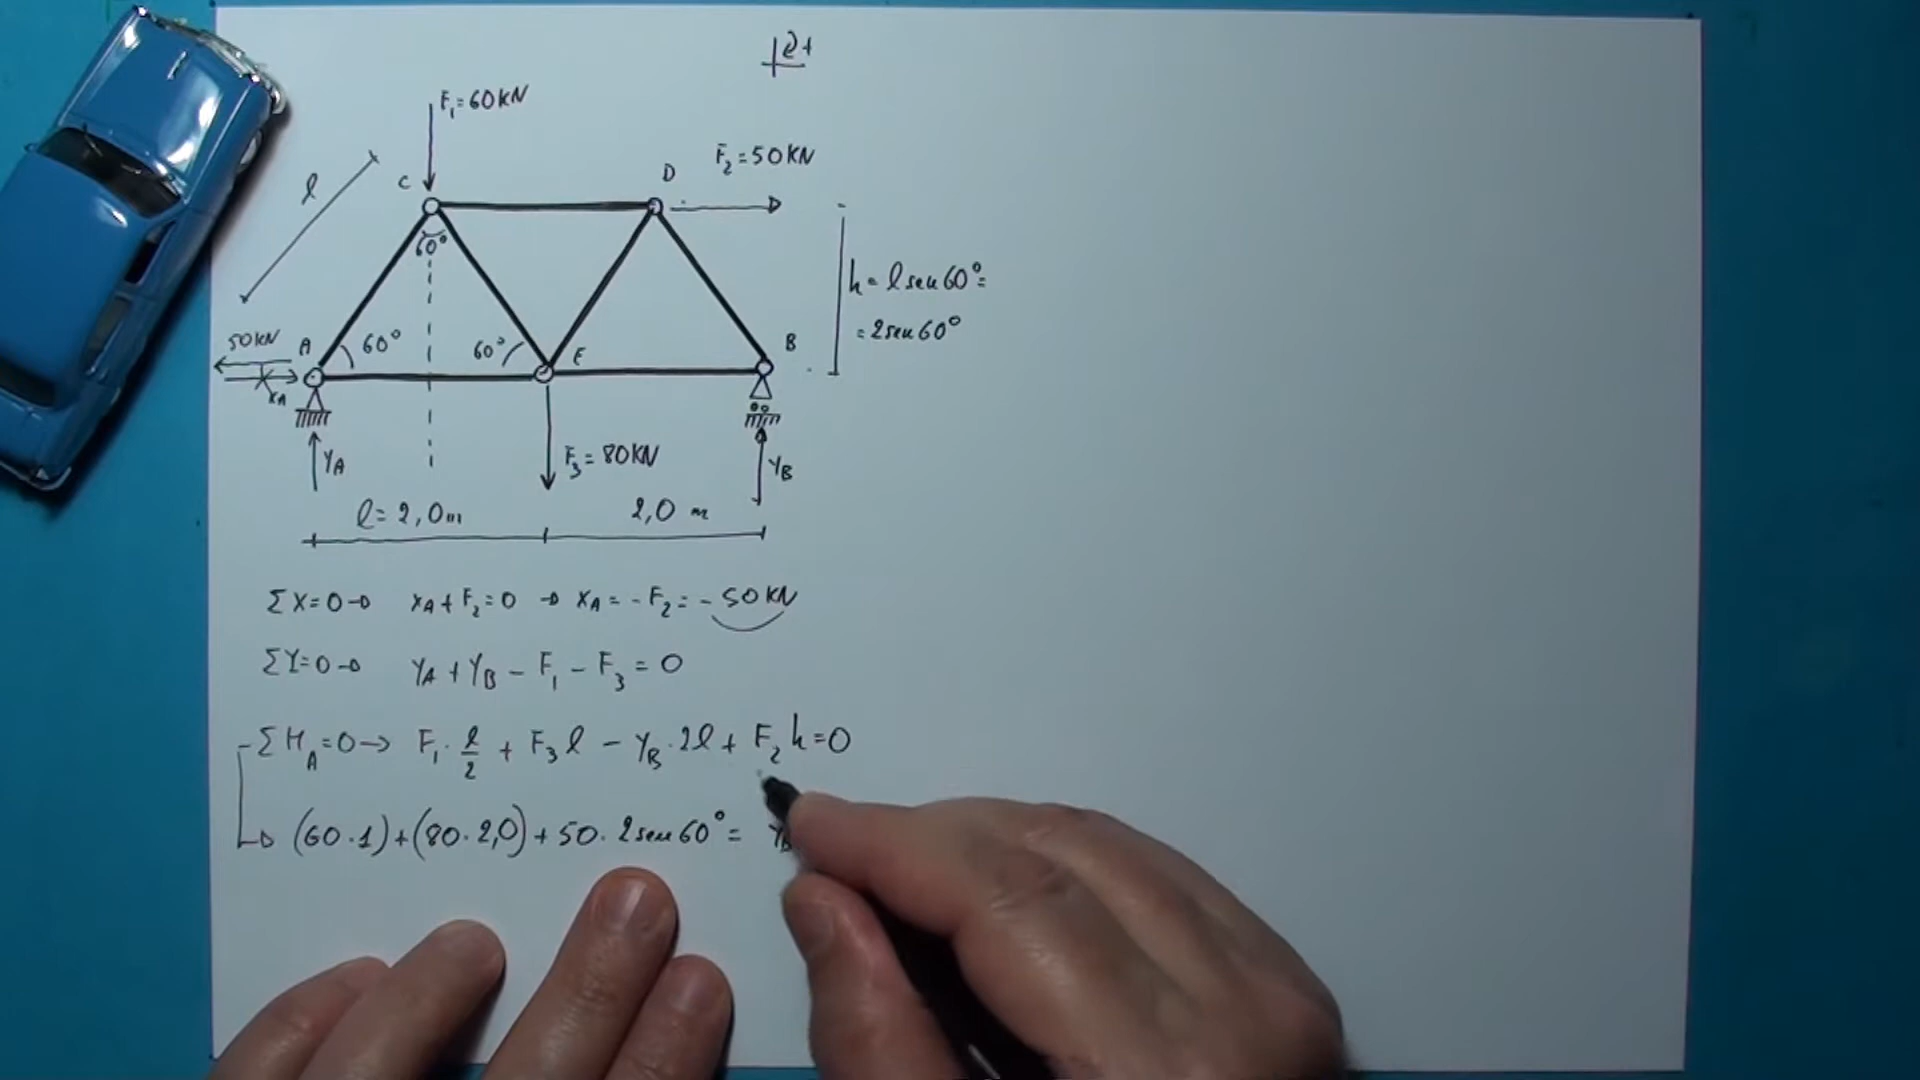 +
F₁=60KN
F₂=50KN
C
D
l
60°
h=lsen60°=
=2sen60°
50KN
A
60°
60°
E
B
XA
YA
F₃=80KN
YB
l=2,0m
2,0 m
ΣX=0→ XA+F₂=0 → XA=-F₂=-50KN
ΣY=0→ YA+YB-F₁-F₃=0
ΣMA=0→ F₁·l/2+F₃l-YB·2l+F₂h=0
(60·1)+(80·2,0)+50·2sen60°= YB